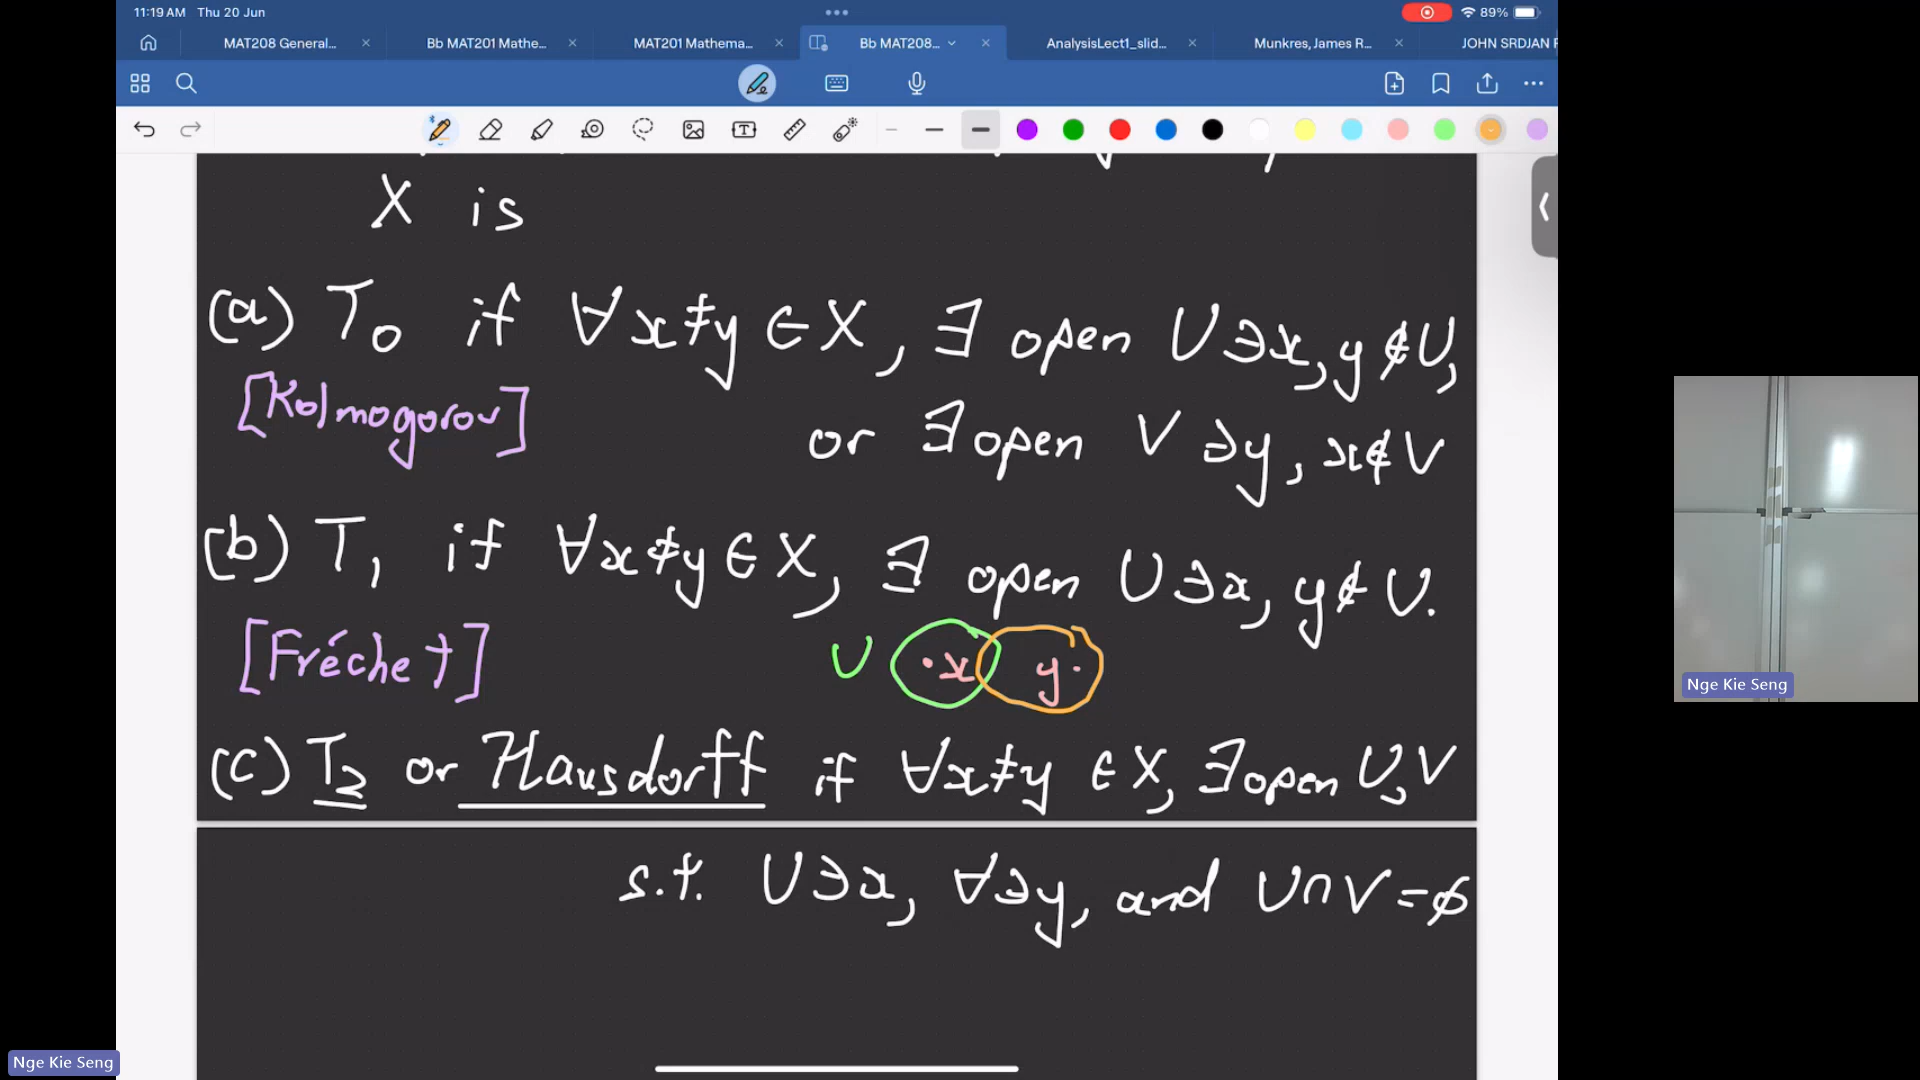 11:19 AM Thu 20 Jun
89%
MAT208 General...
Bb MAT201 Mathe...
MAT201 Mathema...
Bb MAT208...
AnalysisLect1_slid...
Munkres, James R...
JOHN SRDJAN
X is
(a) T₀ if ∀x≠y ∈ X, ∃ open U∋x, y∉U,
[Kolmogorov]
or ∃ open V∋y, x∉V
(b) T₁ if ∀x≠y ∈ X, ∃ open U∋x, y∉U.
[Fréchet]
U •x y•
(c) T₂ or Hausdorff if ∀x≠y ∈ X, ∃ open U, V
s.t. U∋x, V∋y, and U∩V=∅
Nge Kie Seng
Nge Kie Seng